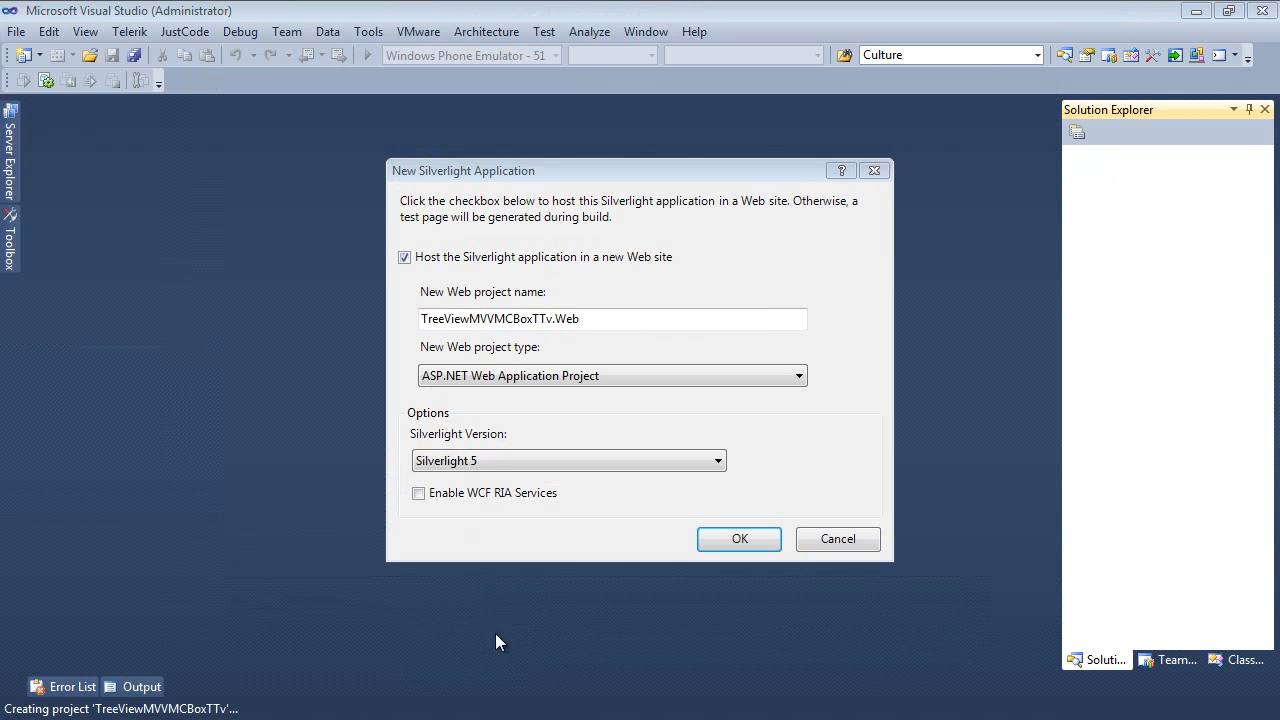 Microsoft Visual Studio (Administrator)
File Edit View Telerik JustCode Debug Team Data Tools VMware Architecture Test Analyze Window Help
Windows Phone Emulator - 51 Culture
Solution Explorer
Server Explorer
Toolbox
New Silverlight Application
Click the checkbox below to host this Silverlight application in a Web site. Otherwise, a
test page will be generated during build.
Host the Silverlight application in a new Web site
New Web project name:
TreeViewMVVMCBoxTTv.Web
New Web project type:
ASP.NET Web Application Project
Options
Silverlight Version:
Silverlight 5
Enable WCF RIA Services
OK Cancel
Soluti... Team... Class...
Error List Output
Creating project 'TreeViewMVVMCBoxTTv'...